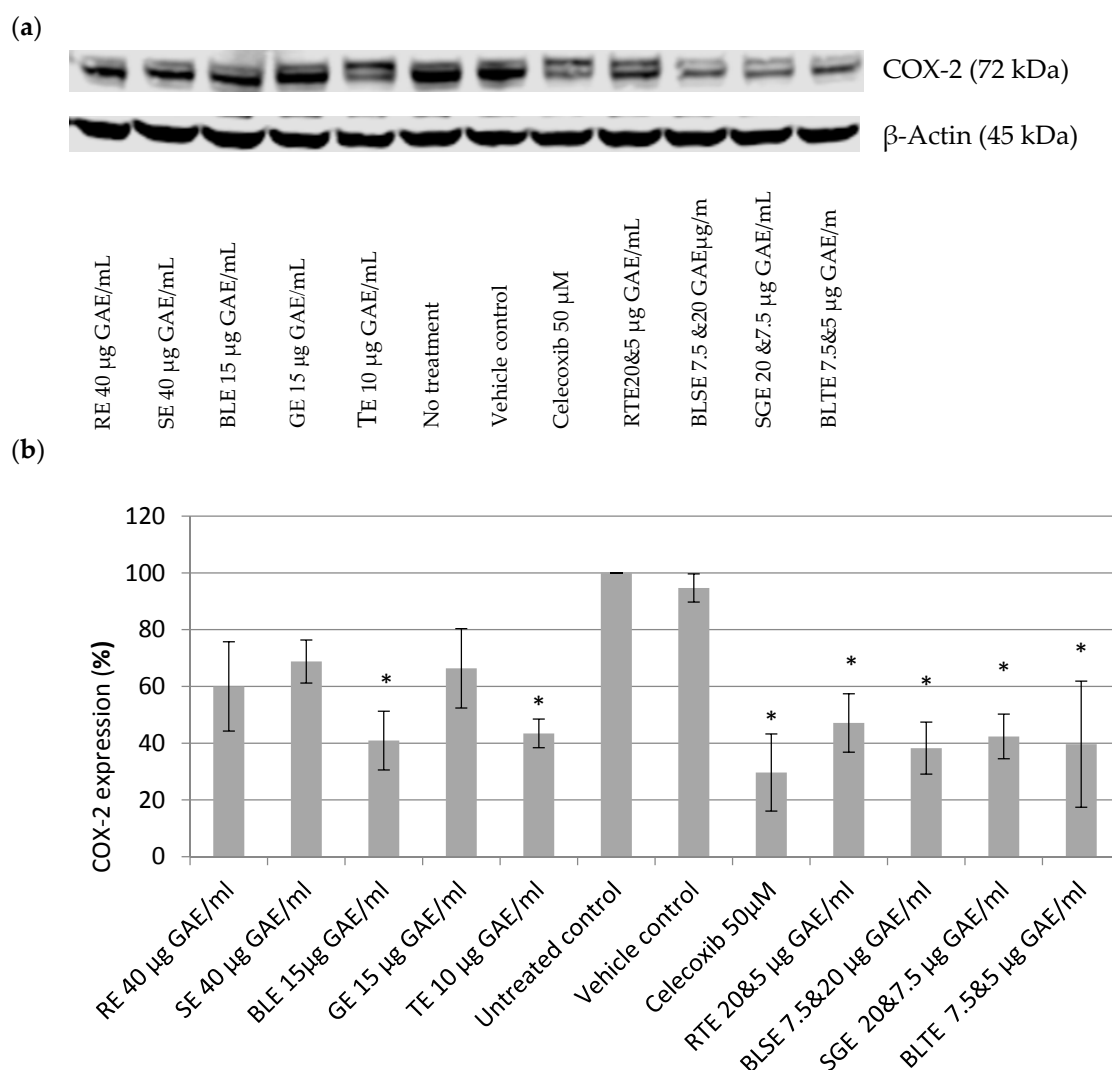 (a)
COX-2 (72 kDa)
β-Actin (45 kDa)
RE 40 µg GAE/mL
SE 40 µg GAE/mL
BLE 15 µg GAE/mL
GE 15 µg GAE/mL
TE 10 µg GAE/mL
No treatment
Vehicle control
Celecoxib 50 µM
RTE20&5 µg GAE/mL
BLSE 7.5 &20 GAEµg/m
SGE 20 &7.5 µg GAE/mL
BLTE 7.5&5 µg GAE/m
(b)
COX-2 expression (%)
120
100
80
60
40
20
0
* * * * * * *
RE 40 µg GAE/ml
SE 40 µg GAE/ml
BLE 15µg GAE/ml
GE 15 µg GAE/ml
TE 10 µg GAE/ml
Untreated control
Vehicle control
Celecoxib 50µM
RTE 20&5 µg GAE/ml
BLSE 7.5&20 µg GAE/ml
SGE 20&7.5 µg GAE/ml
BLTE 7.5&5 µg GAE/ml